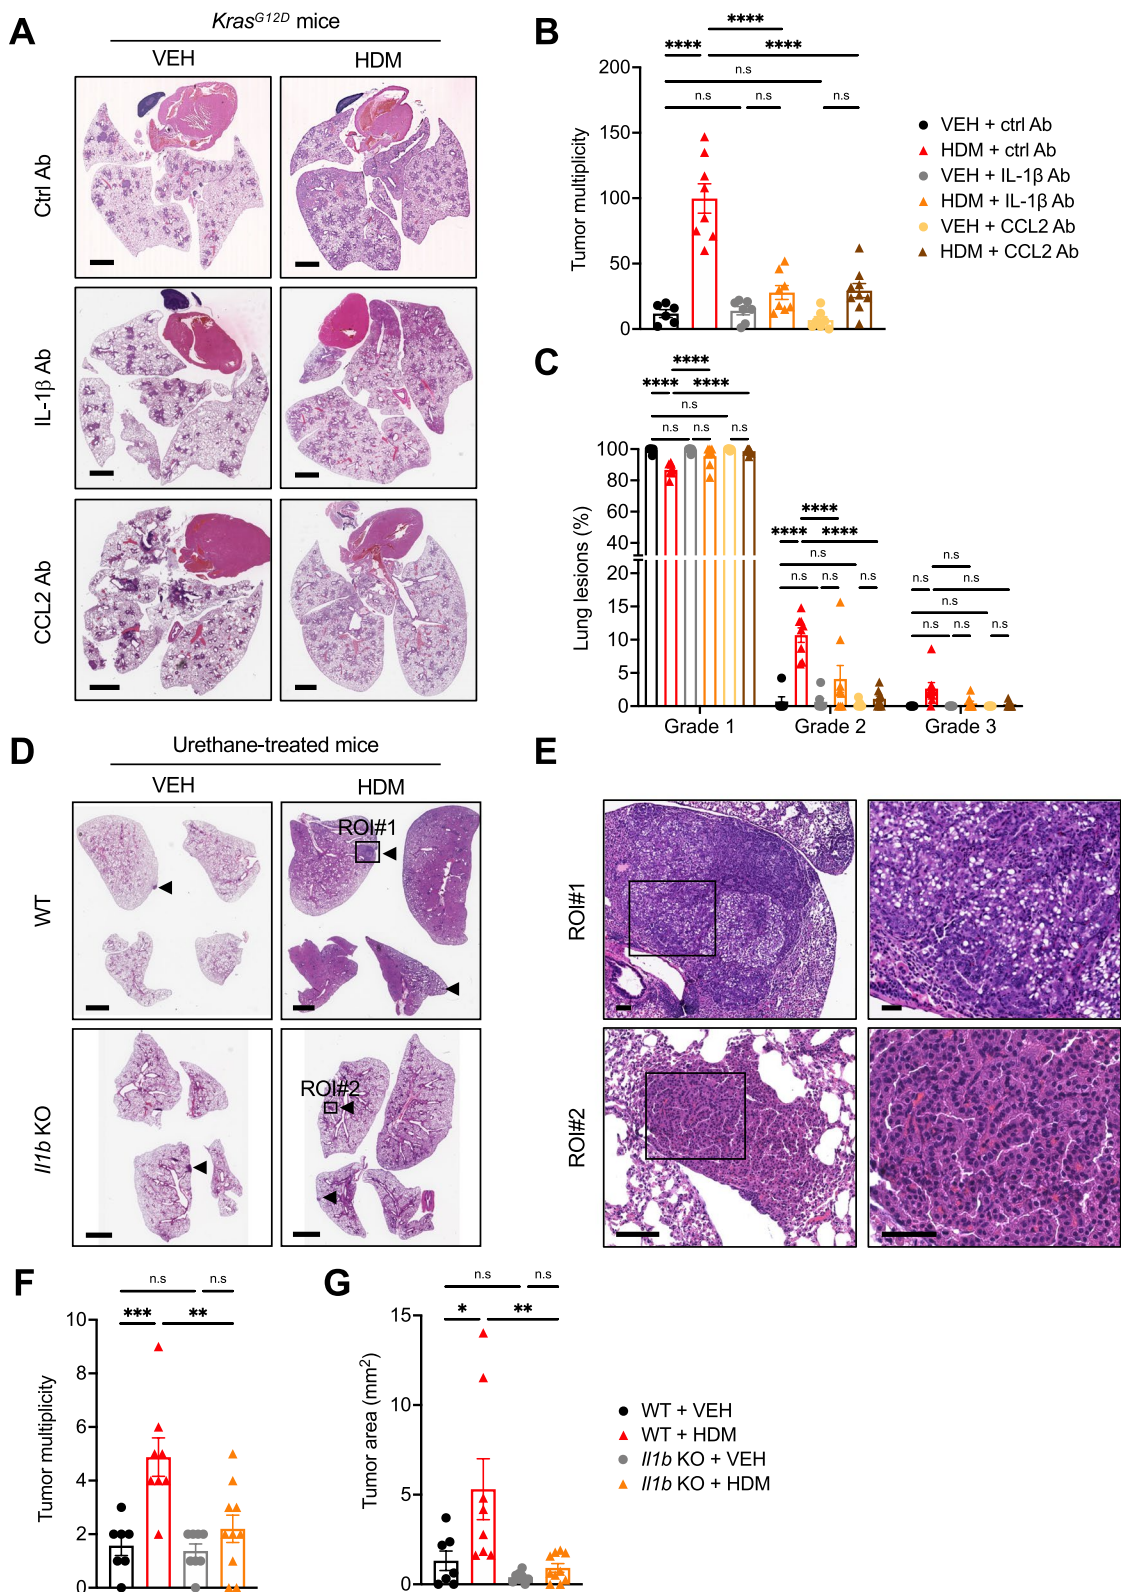 A
Kras^G12D mice
VEH
HDM
Ctrl Ab
IL-1β Ab
CCL2 Ab
B
****
****
****
n.s
n.s
n.s
n.s
200
150
100
50
0
Tumor multiplicity
VEH + ctrl Ab
HDM + ctrl Ab
VEH + IL-1β Ab
HDM + IL-1β Ab
VEH + CCL2 Ab
HDM + CCL2 Ab
C
****
****
****
n.s
n.s
n.s
n.s
100
80
60
40
20
15
10
5
0
Lung lesions (%)
****
****
****
n.s
n.s
n.s
n.s
n.s
n.s
n.s
n.s
n.s
n.s
n.s
Grade 1
Grade 2
Grade 3
D
Urethane-treated mice
VEH
HDM
WT
Il1b KO
ROI#1
ROI#2
E
ROI#1
ROI#2
F
n.s
n.s
***
**
10
8
6
4
2
0
Tumor multiplicity
G
n.s
n.s
*
**
15
10
5
0
Tumor area (mm²)
WT + VEH
WT + HDM
Il1b KO + VEH
Il1b KO + HDM